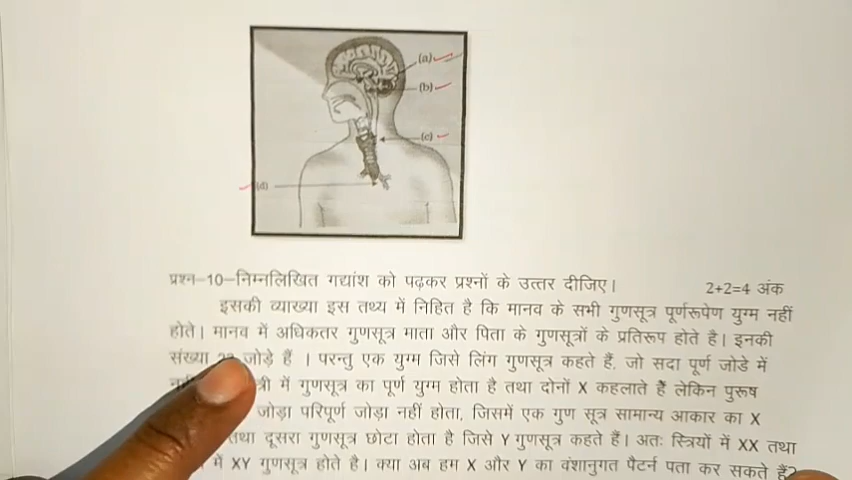 (a)
(b)
(c)
(d)
प्रश्न-10-निम्नलिखित गद्यांश को पढ़कर प्रश्नों के उत्तर दीजिए। 2+2=4 अंक
इसकी व्याख्या इस तथ्य में निहित है कि मानव के सभी गुणसूत्र पूर्णरूपेण युग्म नहीं
होते। मानव में अधिकतर गुणसूत्र माता और पिता के गुणसूत्रों के प्रतिरूप होते है। इनकी
संख्या जोड़े हैं । परन्तु एक युग्म जिसे लिंग गुणसूत्र कहते हैं, जो सदा पूर्ण जोडे में
में गुणसूत्र का पूर्ण युग्म होता है तथा दोनों X कहलाते हैं लेकिन पुरूष
जोड़ा परिपूर्ण जोड़ा नहीं होता, जिसमें एक गुण सूत्र सामान्य आकार का X
तथा दूसरा गुणसूत्र छोटा होता है जिसे Y गुणसूत्र कहते हैं। अतः स्त्रियों में XX तथा
में XY गुणसूत्र होते है। क्या अब हम X और Y का वंशानुगत पैटर्न पता कर सकते हैं?